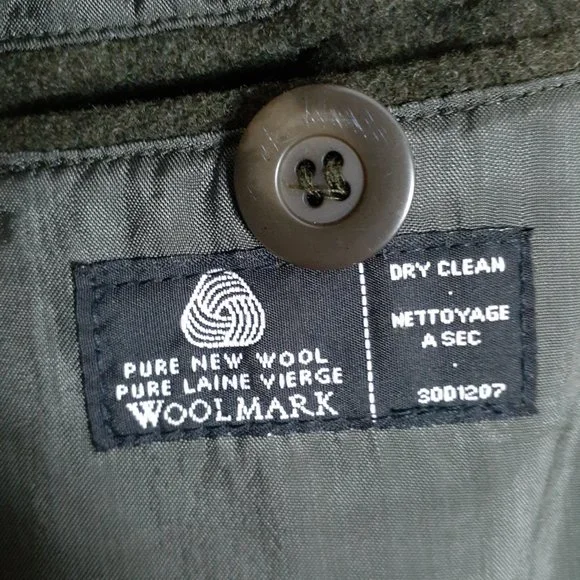 PURE NEW WOOL
PURE LAINE VIERGE
WOOLMARK
DRY CLEAN
NETTOYAGE
A SEC
30D1207